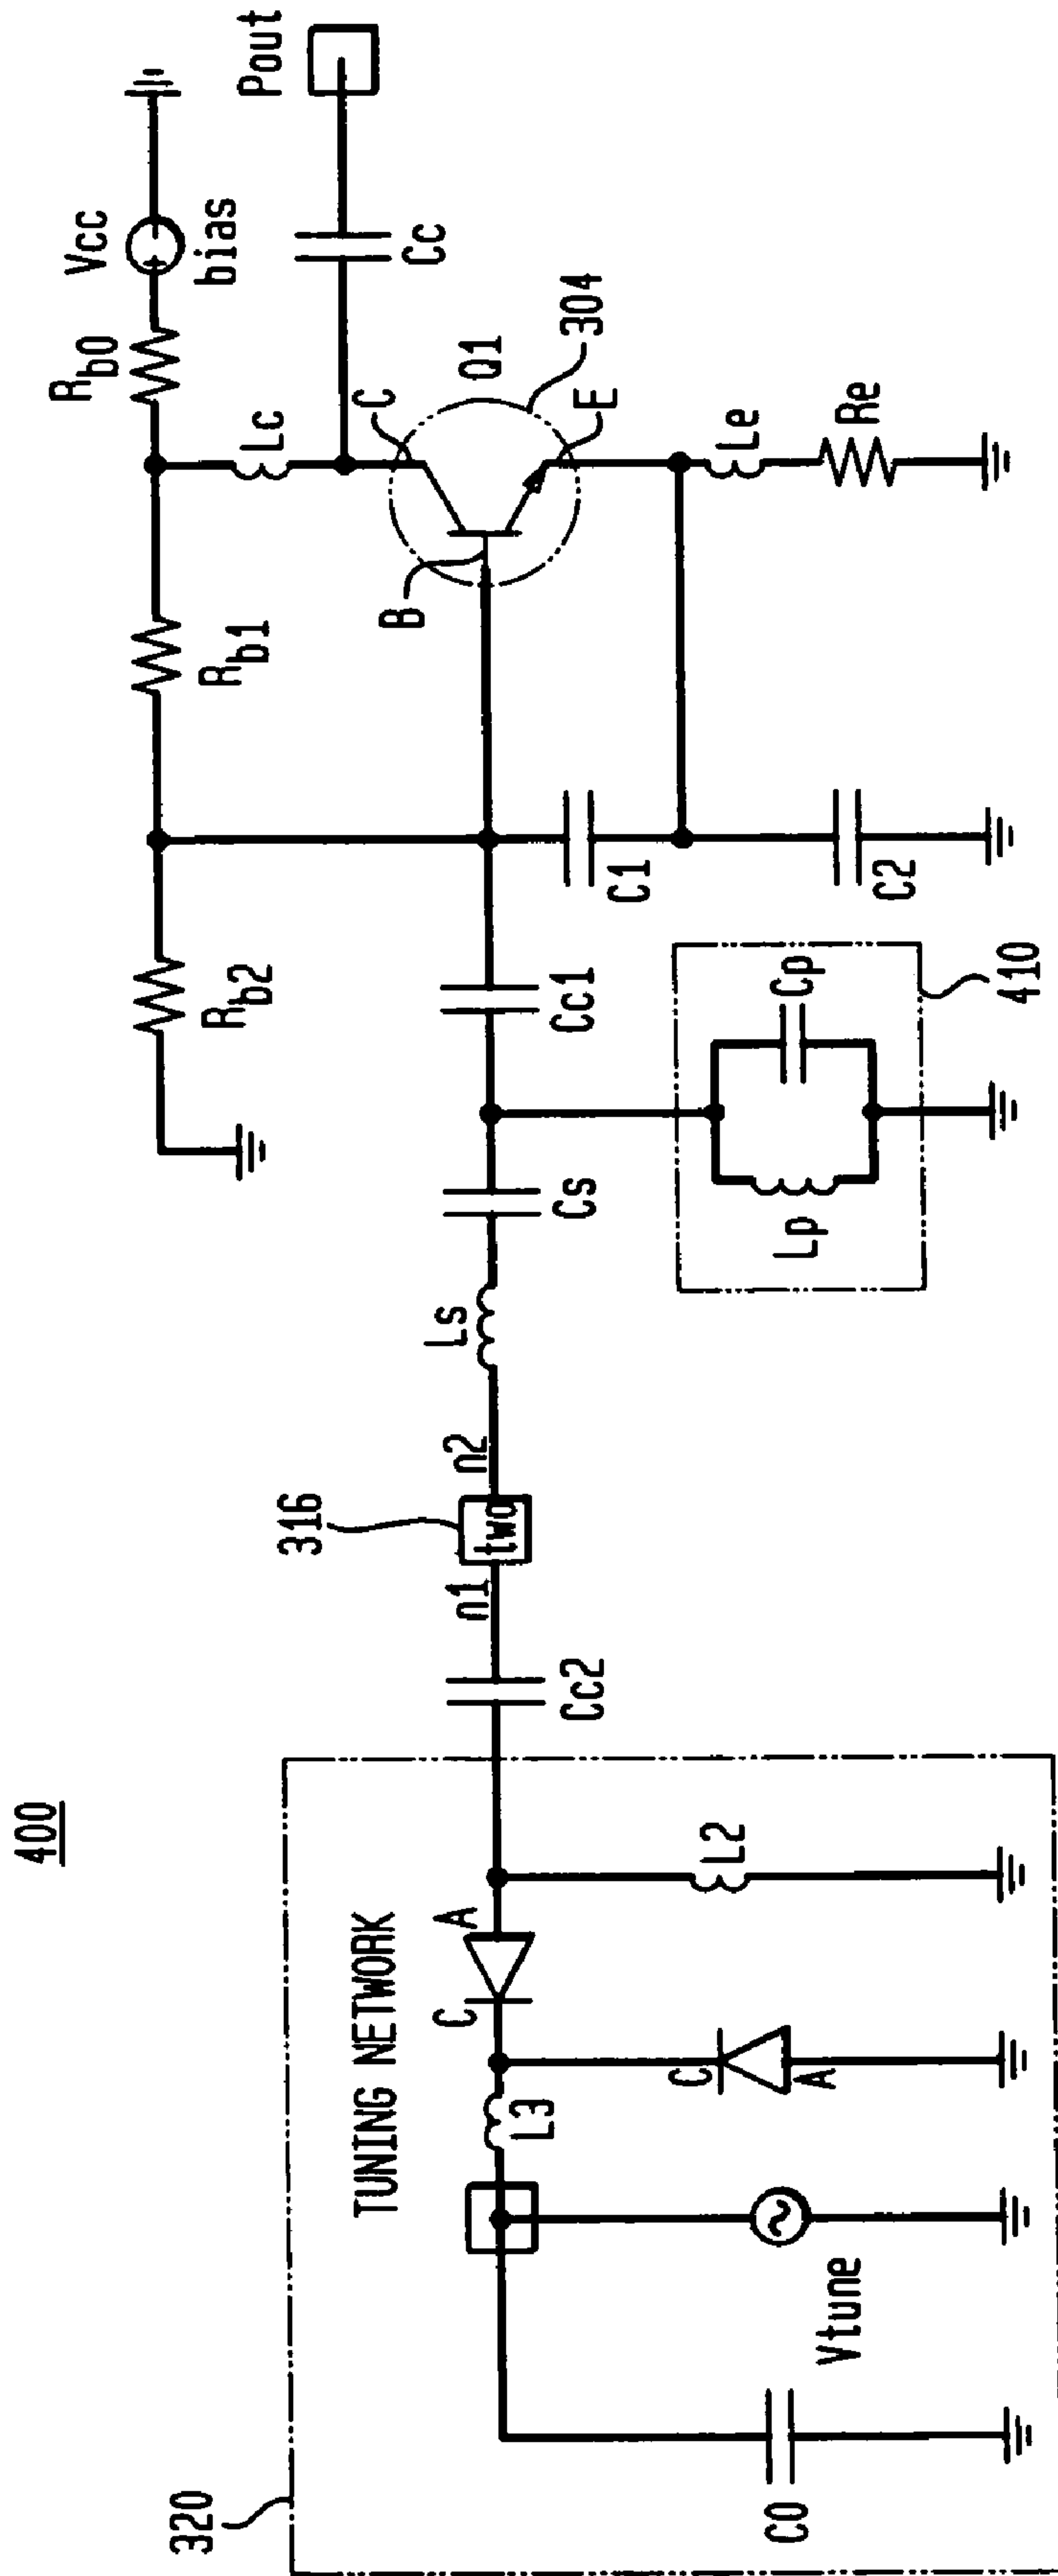 400
320
TUNING NETWORK
C0
Vtune
L3
C
A
C
A
L2
Cc2
316
n1
two
n2
Ls
Cs
Lp
Cp
410
Cc1
Rb2
Rb1
Rb0
Vcc
bias
Lc
Cc
Pout
C
B
E
Q1
304
C1
C2
Le
Re